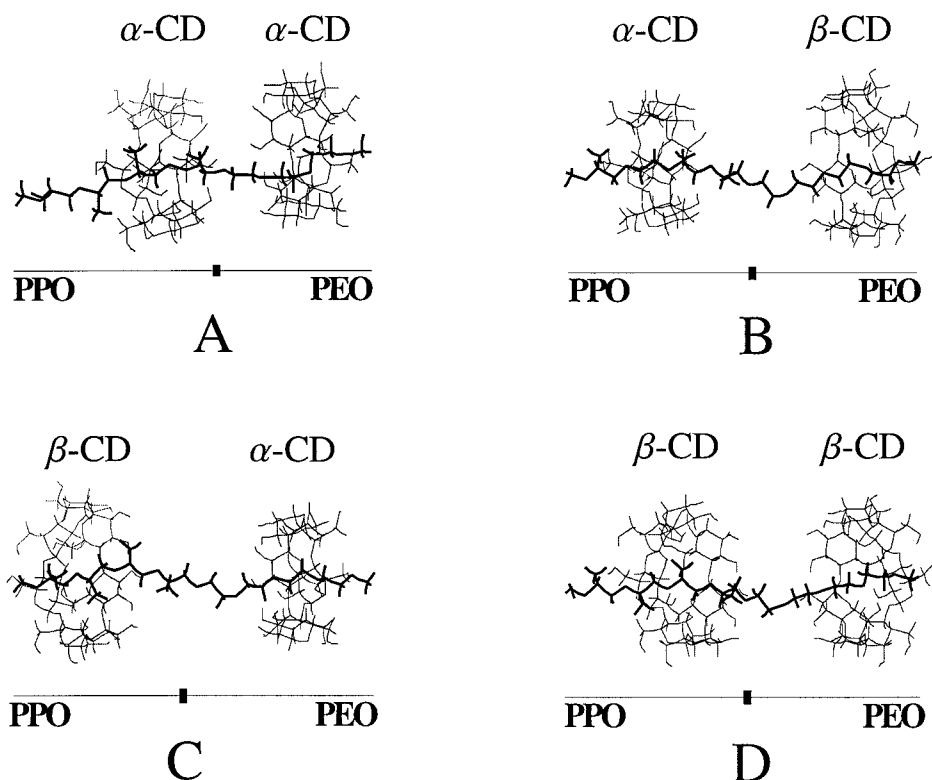 α-CD α-CD
PPO PEO
A
α-CD β-CD
PPO PEO
B
β-CD α-CD
PPO PEO
C
β-CD β-CD
PPO PEO
D